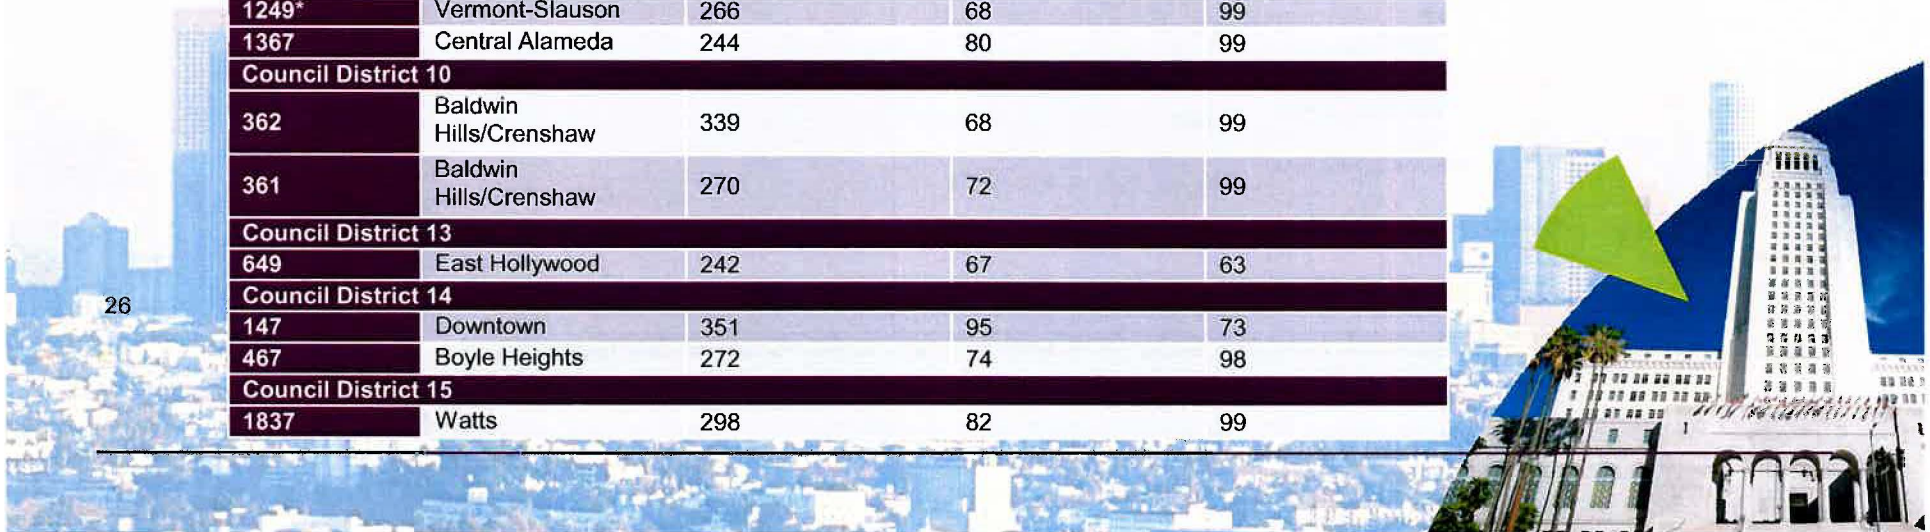 1249* Vermont-Slauson 266 68 99
1367 Central Alameda 244 80 99
Council District 10
362 Baldwin Hills/Crenshaw 339 68 99
361 Baldwin Hills/Crenshaw 270 72 99
Council District 13
649 East Hollywood 242 67 63
Council District 14
147 Downtown 351 95 73
467 Boyle Heights 272 74 98
Council District 15
1837 Watts 298 82 99
26